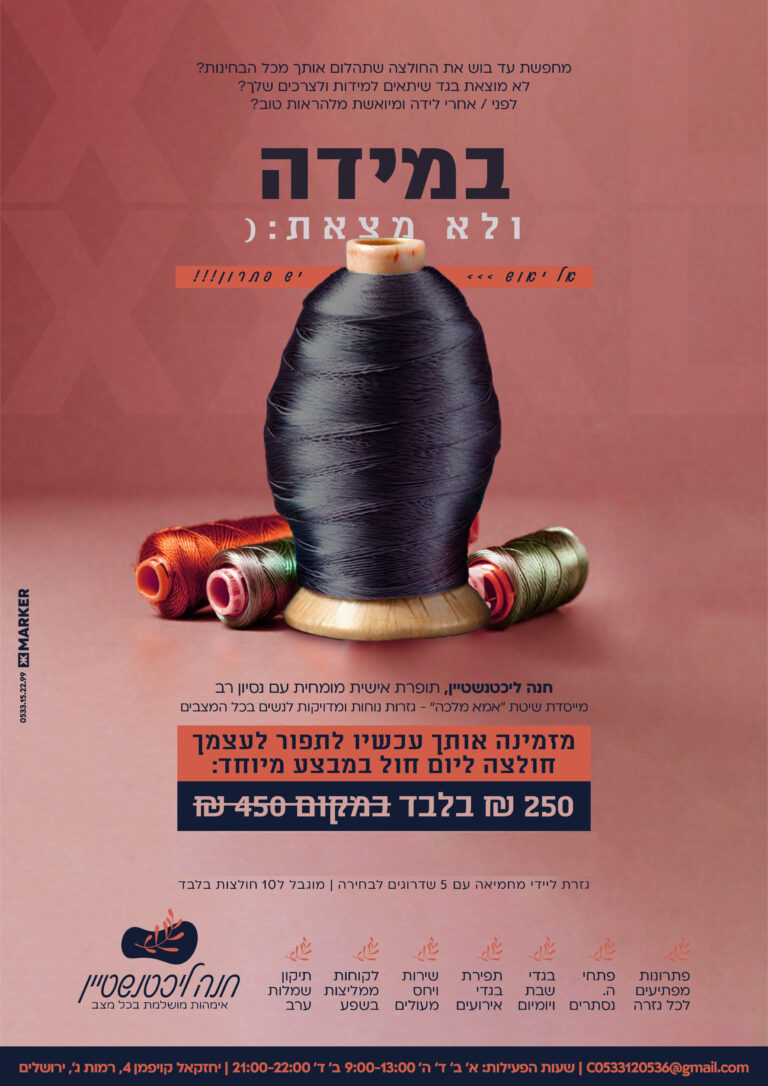 מחפשת עד בוש את החולצה שתהלום אותך מכל הבחינות?
לא מוצאת בגד שיתאים למידות ולצרכים שלך?
לפני / אחרי לידה ומיואשת מלהראות טוב?
XXL
XXXL
במידה
ולא מצאת:(
אל יאוש >>> יש פתרון!!!
0533.15.22.99 MARKER
חנה ליכטנשטיין, תופרת אישית מומחית עם נסיון רב
מייסדת שיטת "אמא מלכה" - גזרות נוחות ומדויקות לנשים בכל המצבים
מזמינה אותך עכשיו לתפור לעצמך
חולצה ליום חול במבצע מיוחד:
250 ₪ בלבד במקום 450 ₪
גזרת ליידי מחמיאה עם 5 שדרוגים לבחירה | מוגבל ל10 חולצות בלבד
פתרונות
מפתיעים
לכל גזרה
פתחי
ה.
נסתרים
בגדי
שבת
ויומיום
תפירת
בגדי
אירועים
שירות
ויחס
מעולים
לקוחות
ממליצות
בשפע
תיקון
שמלות
ערב
חנה ליכטנשטיין
אימהות מושלמת בכל מצב
C0533120536@gmail.com | שעות הפעילות: א' ב' ד' ה' 9:00-13:00 ב' ד' 21:00-22:00 | יחזקאל קויפמן 4, רמות ג', ירושלים